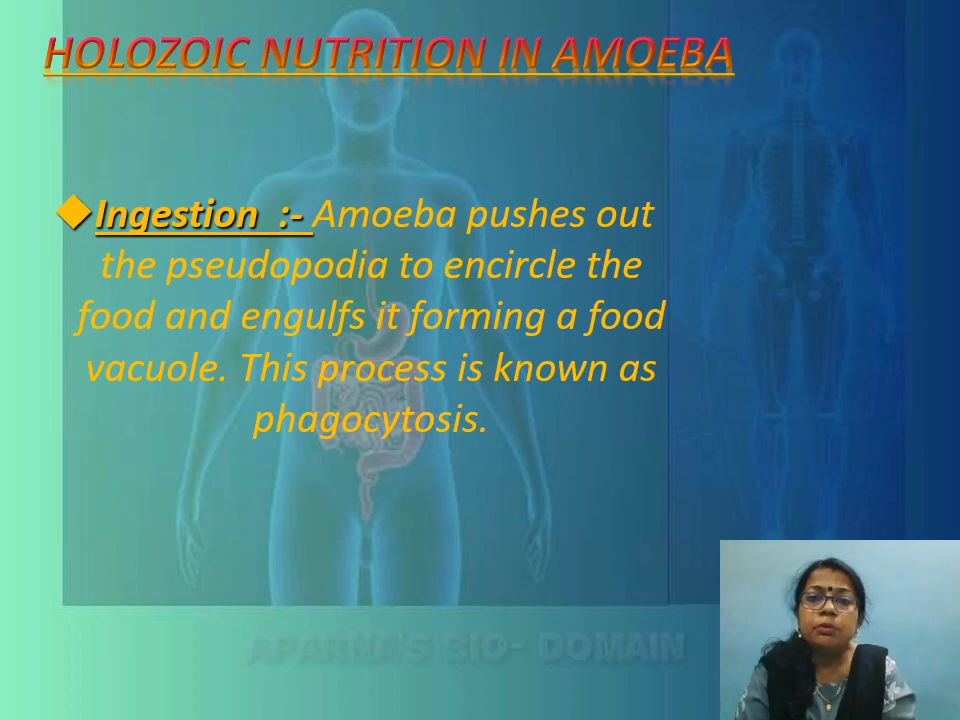 HOLOZOIC NUTRITION IN AMOEBA
◆Ingestion :- Amoeba pushes out
the pseudopodia to encircle the
food and engulfs it forming a food
vacuole. This process is known as
phagocytosis.
APARNA'S BIO- DOMAIN